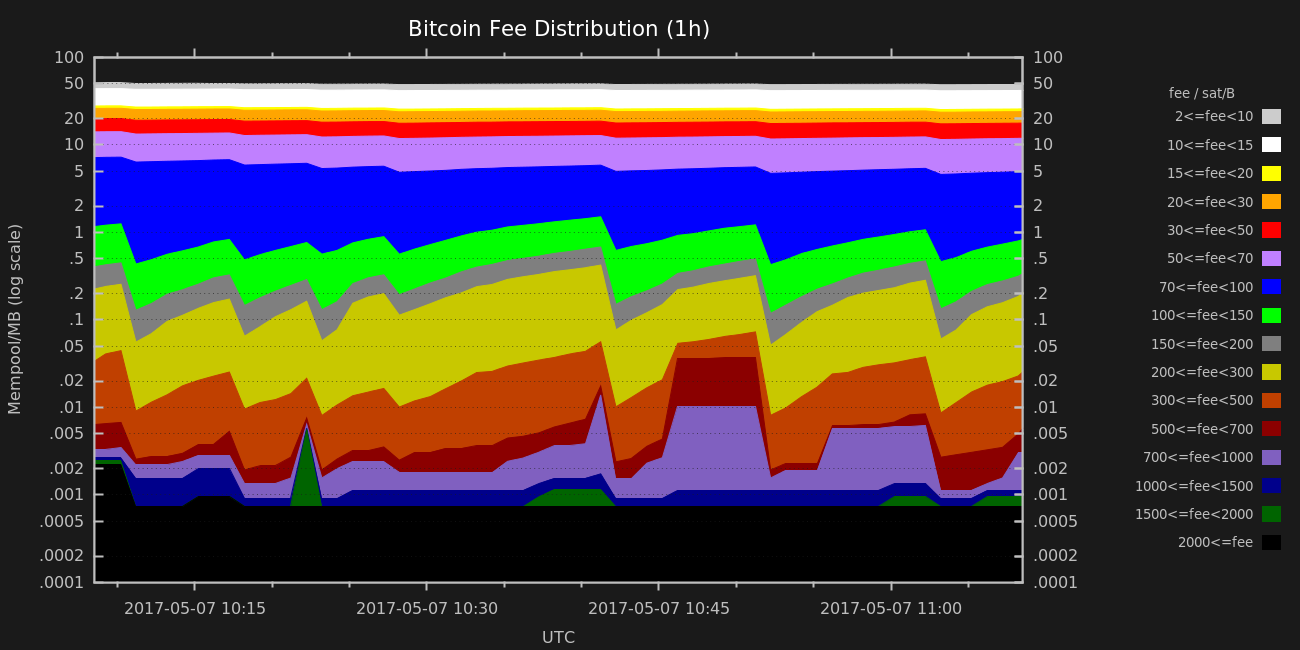 Bitcoin Fee Distribution (1h)
100
50
20
10
5
2
1
.5
.2
.1
.05
.02
.01
.005
.002
.001
.0005
.0002
.0001
Mempool/MB (log scale)
100
50
20
10
5
2
1
.5
.2
.1
.05
.02
.01
.005
.002
.001
.0005
.0002
.0001
2017-05-07 10:15
2017-05-07 10:30
2017-05-07 10:45
2017-05-07 11:00
UTC
fee / sat/B
2<=fee<10
10<=fee<15
15<=fee<20
20<=fee<30
30<=fee<50
50<=fee<70
70<=fee<100
100<=fee<150
150<=fee<200
200<=fee<300
300<=fee<500
500<=fee<700
700<=fee<1000
1000<=fee<1500
1500<=fee<2000
2000<=fee